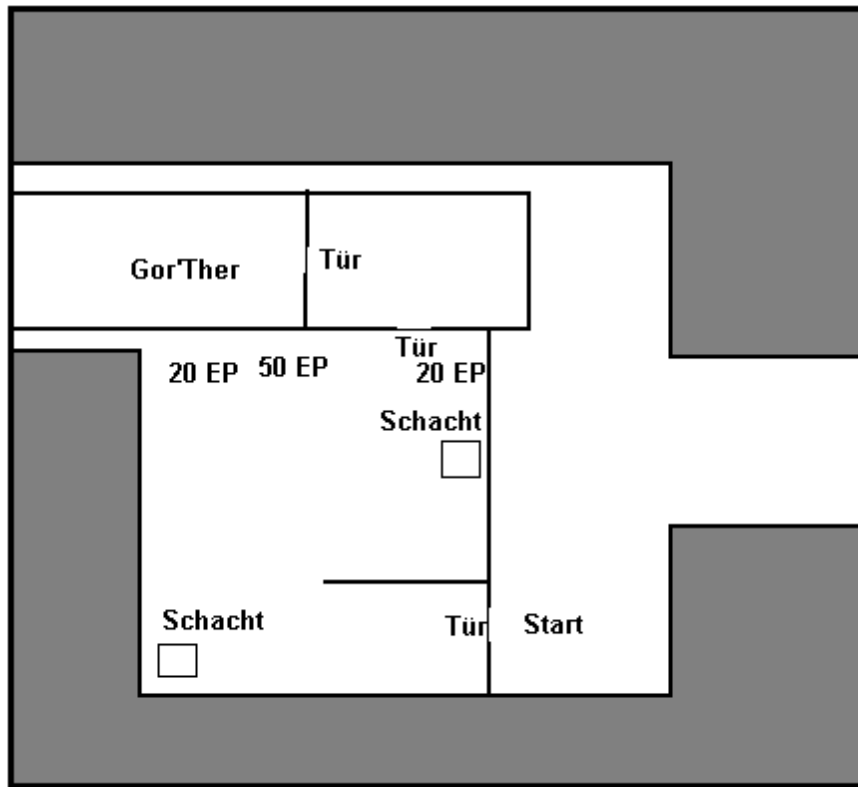 Gor'Ther
Tür
Tür
20 EP
50 EP
20 EP
Schacht
Schacht
Tür
Start